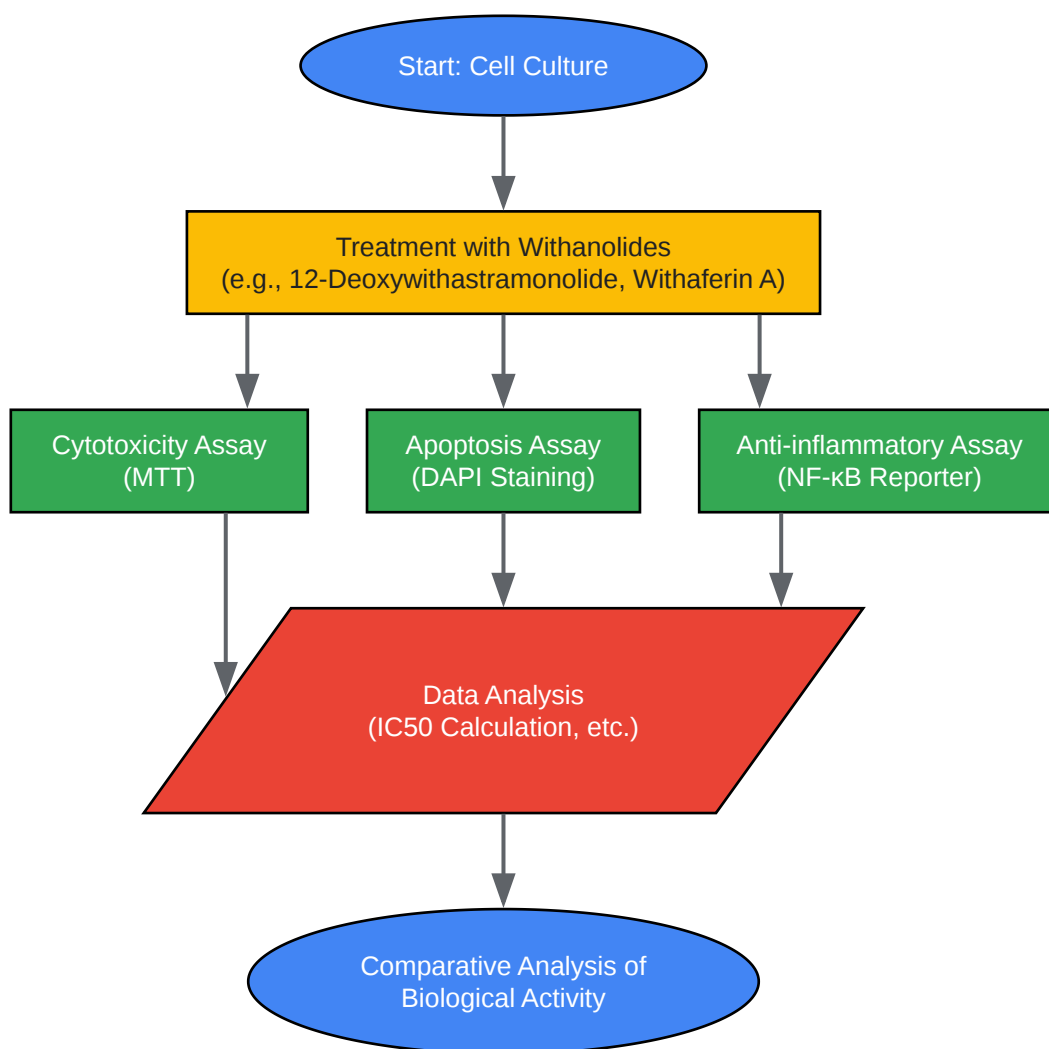 Start: Cell Culture
Treatment with Withanolides
(e.g., 12-Deoxywithastramonolide, Withaferin A)
Cytotoxicity Assay
(MTT)
Apoptosis Assay
(DAPI Staining)
Anti-inflammatory Assay
(NF-κB Reporter)
Data Analysis
(IC50 Calculation, etc.)
Comparative Analysis of
Biological Activity